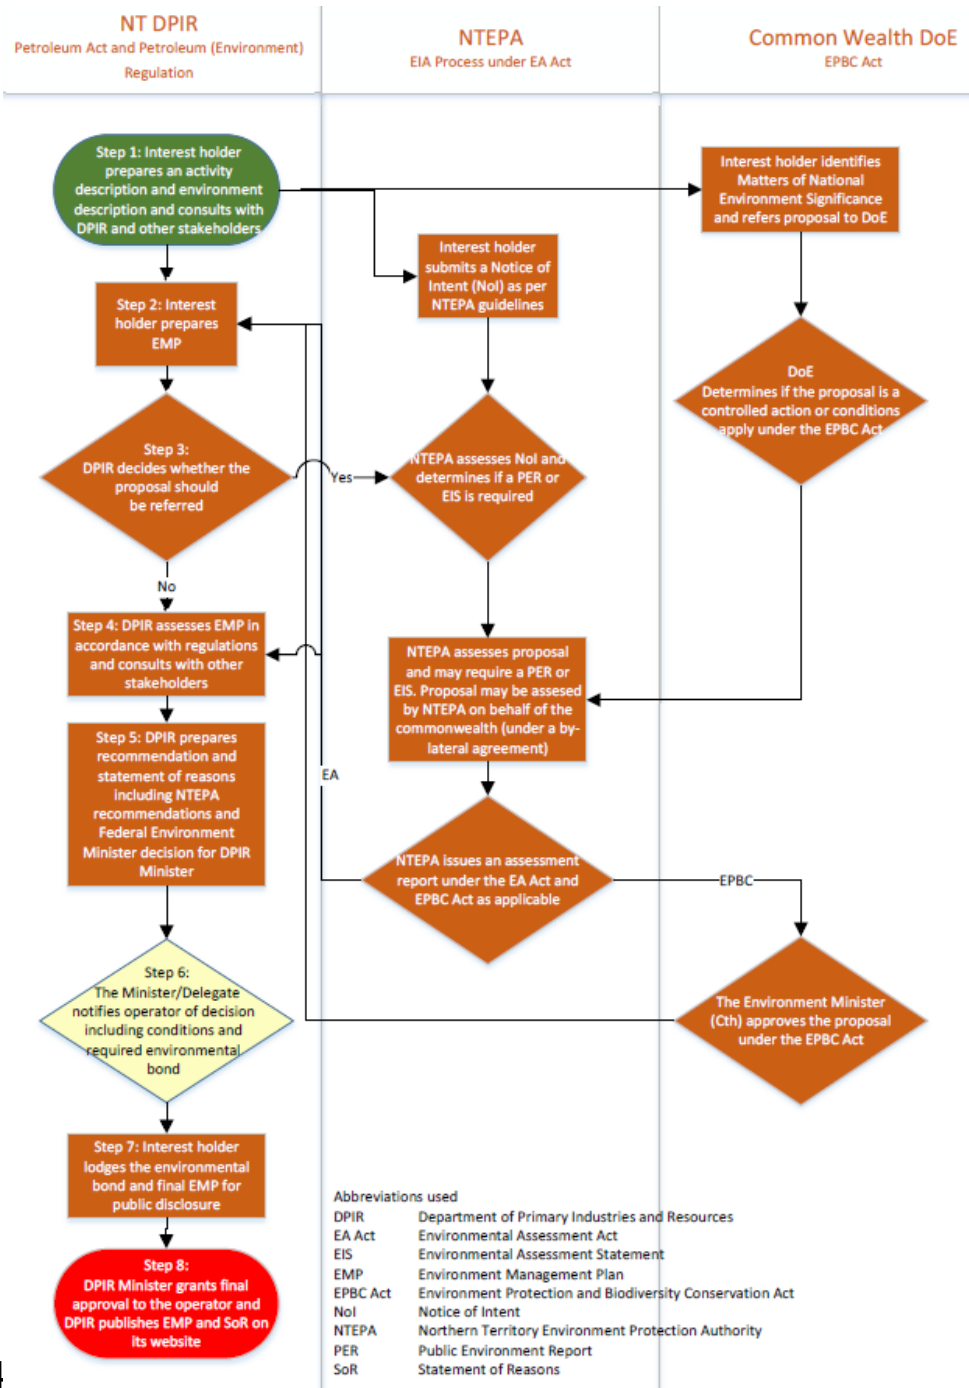 NT DPIR
Petroleum Act and Petroleum (Environment)
Regulation
NTEPA
EIA Process under EA Act
Common Wealth DoE
EPBC Act
Step 1: Interest holder
prepares an activity
description and environment
description and consults with
DPIR and other stakeholders
Interest holder identifies
Matters of National
Environment Significance
and refers proposal to DoE
Interest holder
submits a Notice of
Intent (NoI) as per
NTEPA guidelines
Step 2: Interest
holder prepares
EMP
DoE
Determines if the proposal is a
controlled action or conditions
apply under the EPBC Act
Step 3:
DPIR decides whether the
proposal should
be referred
Yes
NTEPA assesses NoI and
determines if a PER or
EIS is required
No
Step 4: DPIR assesses EMP in
accordance with regulations
and consults with other
stakeholders
NTEPA assesses proposal
and may require a PER or
EIS. Proposal may be assesed
by NTEPA on behalf of the
commonwealth (under a by-
lateral agreement)
Step 5: DPIR prepares
recommendation and
statement of reasons
including NTEPA
recommendations and
Federal Environment
Minister decision for DPIR
Minister
EA
NTEPA issues an assessment
report under the EA Act and
EPBC Act as applicable
EPBC
Step 6:
The Minister/Delegate
notifies operator of decision
including conditions and
required environmental
bond
The Environment Minister
(Cth) approves the proposal
under the EPBC Act
Step 7: Interest holder
lodges the environmental
bond and final EMP for
public disclosure
Step 8:
DPIR Minister grants final
approval to the operator and
DPIR publishes EMP and SoR on
its website
Abbreviations used
DPIR Department of Primary Industries and Resources
EA Act Environmental Assessment Act
EIS Environmental Assessment Statement
EMP Environment Management Plan
EPBC Act Environment Protection and Biodiversity Conservation Act
NoI Notice of Intent
NTEPA Northern Territory Environment Protection Authority
PER Public Environment Report
SoR Statement of Reasons